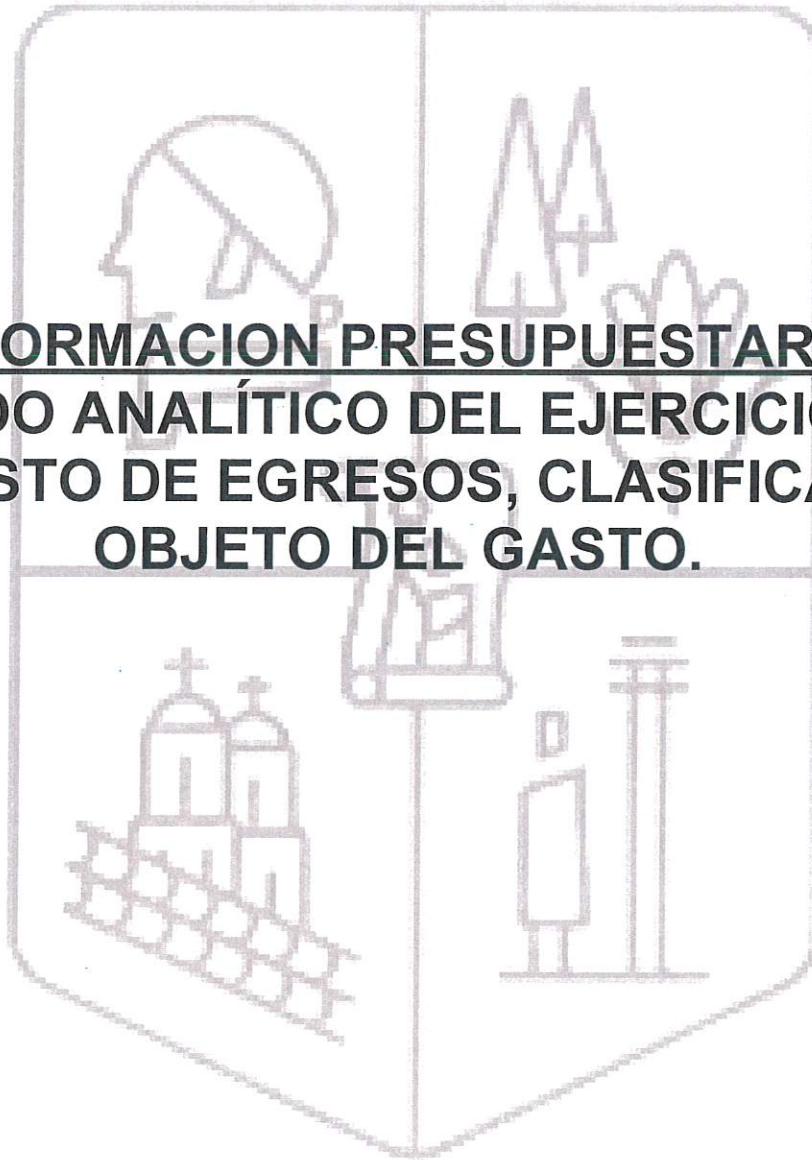 ORMACION PRESUPUESTAR
DO ANALÍTICO DEL EJERCICIO
STO DE EGRESOS, CLASIFICA
OBJETO DEL GASTO.